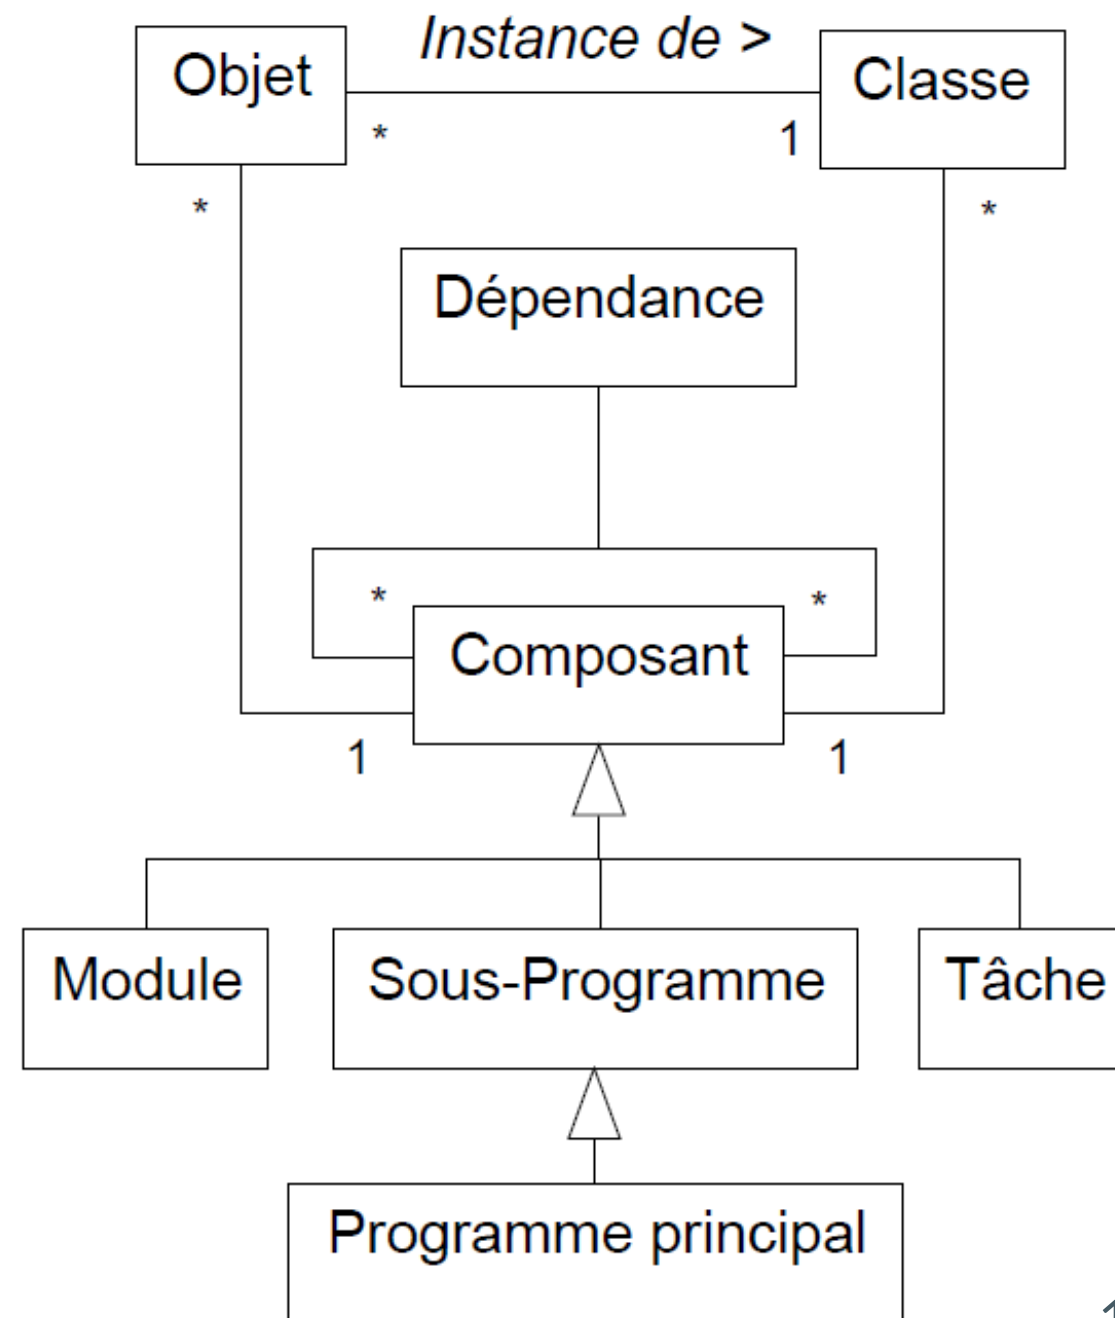 Instance de >
Objet
Classe
*
1
*
*
Dépendance
*
*
Composant
1
1
Module
Sous-Programme
Tâche
Programme principal